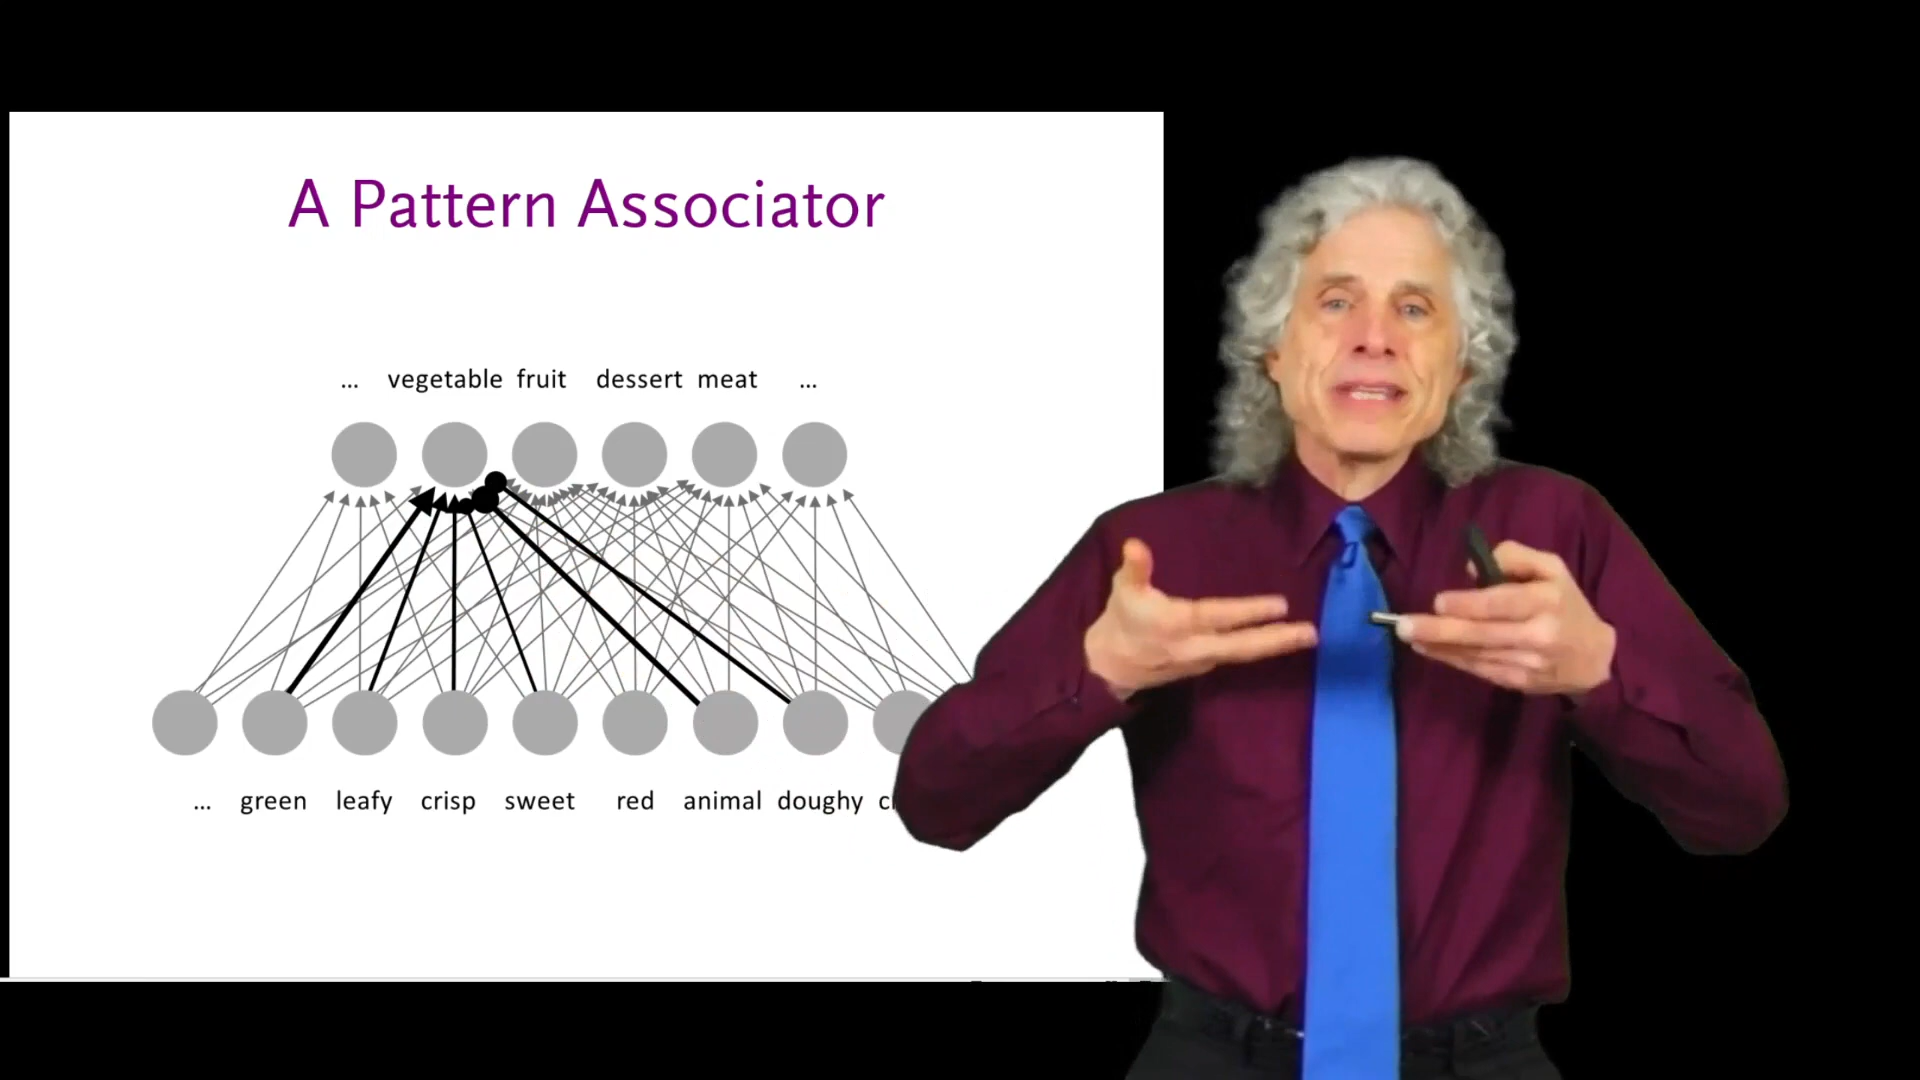 A Pattern Associator
... vegetable fruit dessert meat ...
... green leafy crisp sweet red animal doughy